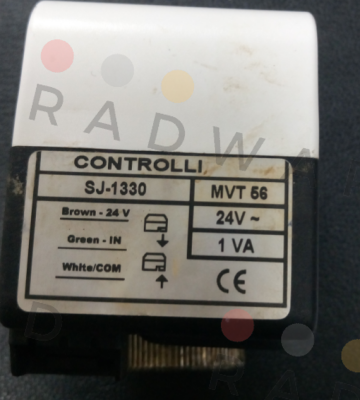 RADWA
CONTROLLI
SJ-1330
MVT 56
Brown - 24 V
24V ~
Green - IN
1 VA
White/COM
CE